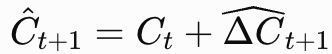 $\hat{C}_{t+1} = C_t + \widehat{\Delta C}_{t+1}$